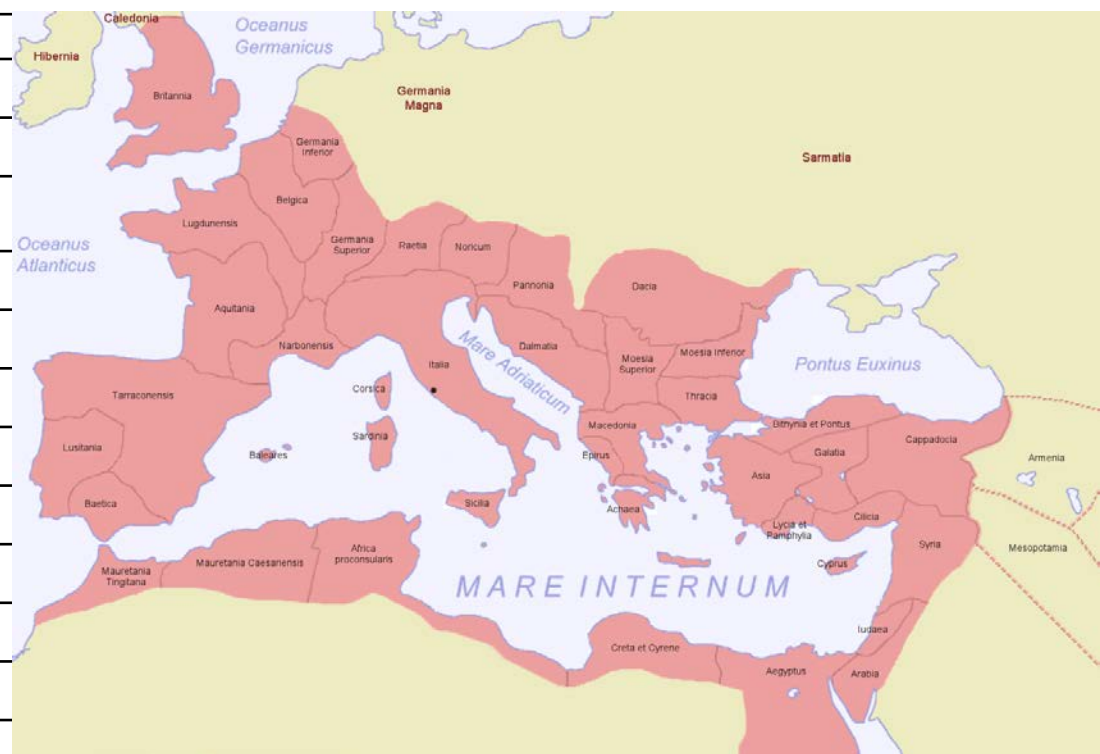 Caledonia
Oceanus
Germanicus
Hibernia
Britannia
Germania
Magna
Germania
Inferior
Sarmatia
Belgica
Lugdunensis
Oceanus
Atlanticus
Germania
Superior
Raetia
Noricum
Pannonia
Dacia
Aquitania
Narbonensis
Italia
Mare Adriaticum
Dalmatia
Moesia
Superior
Moesia Inferior
Pontus Euxinus
Tarraconensis
Corsica
Thracia
Lusitania
Sardinia
Baleares
Macedonia
Epirus
Bithynia et Pontus
Galatia
Cappadocia
Armenia
Asia
Baetica
Sicilia
Achaea
Lycia et
Pamphylia
Cilicia
Syria
Mesopotamia
Mauretania
Tingitana
Mauretania Caesariensis
Africa
proconsularis
Cyprus
MARE INTERNUM
Iudaea
Creta et Cyrene
Aegyptus
Arabia